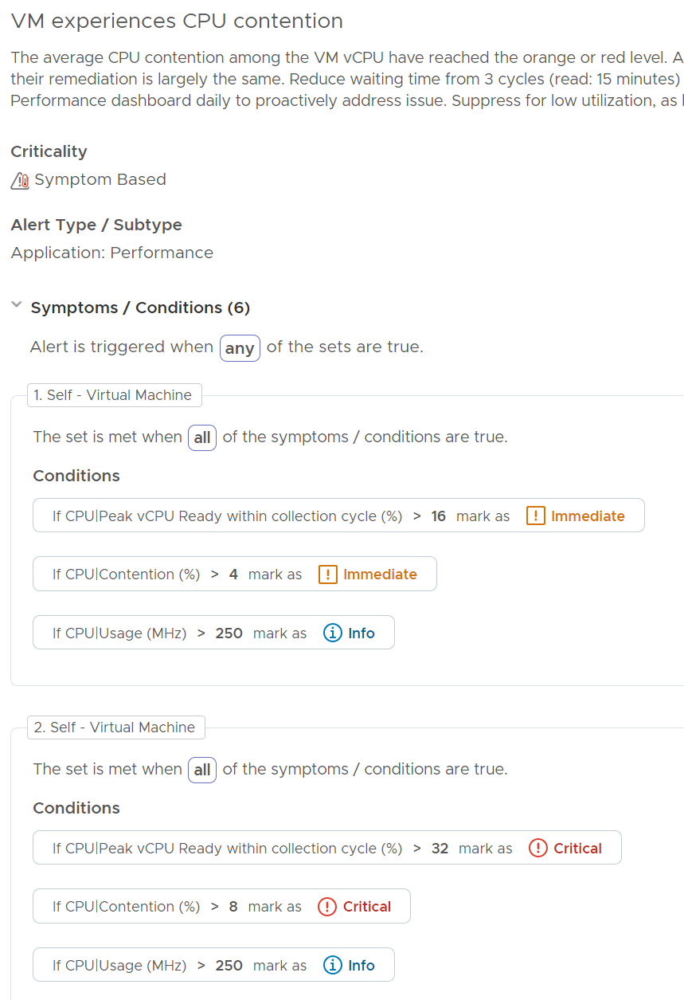 VM experiences CPU contention
The average CPU contention among the VM vCPU have reached the orange or red level. A
their remediation is largely the same. Reduce waiting time from 3 cycles (read: 15 minutes)
Performance dashboard daily to proactively address issue. Suppress for low utilization, as
Criticality
Symptom Based
Alert Type / Subtype
Application: Performance
Symptoms / Conditions (6)
Alert is triggered when any of the sets are true.
1. Self - Virtual Machine
The set is met when all of the symptoms / conditions are true.
Conditions
If CPU|Peak vCPU Ready within collection cycle (%) > 16 mark as ! Immediate
If CPU|Contention (%) > 4 mark as ! Immediate
If CPU|Usage (MHz) > 250 mark as i Info
2. Self - Virtual Machine
The set is met when all of the symptoms / conditions are true.
Conditions
If CPU|Peak vCPU Ready within collection cycle (%) > 32 mark as ! Critical
If CPU|Contention (%) > 8 mark as ! Critical
If CPU|Usage (MHz) > 250 mark as i Info